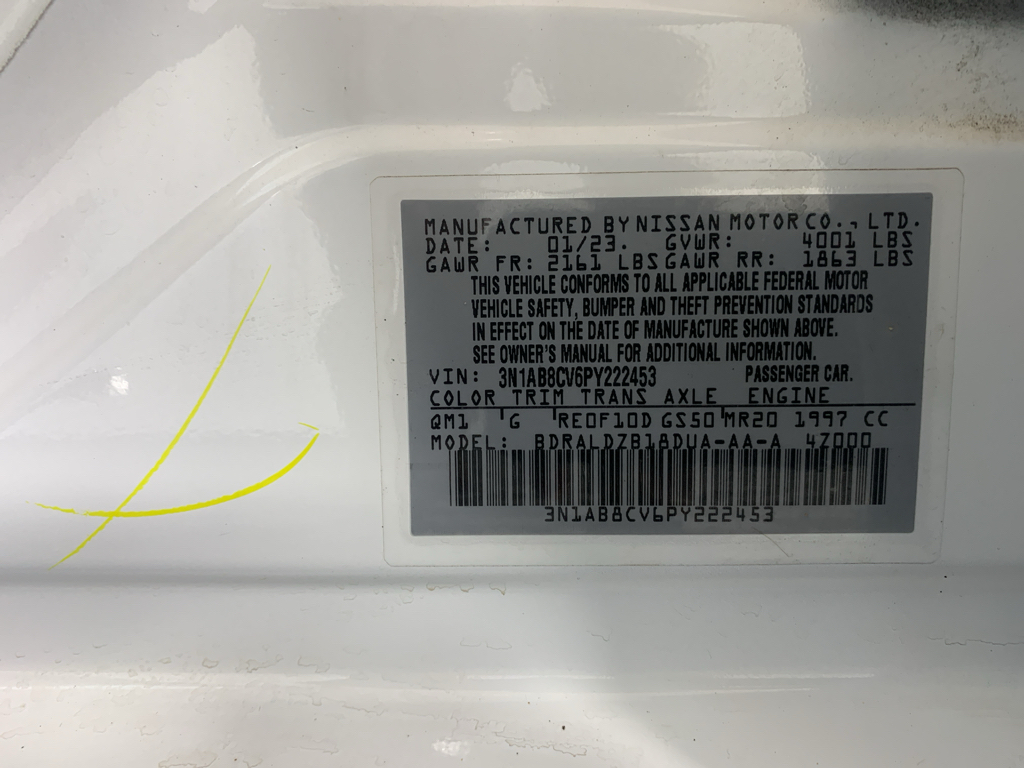 MANUFACTURED BY NISSAN MOTOR CO., LTD.
DATE: 01/23. GVWR: 4001 LBS
GAWR FR: 2161 LBS GAWR RR: 1863 LBS
THIS VEHICLE CONFORMS TO ALL APPLICABLE FEDERAL MOTOR
VEHICLE SAFETY, BUMPER AND THEFT PREVENTION STANDARDS
IN EFFECT ON THE DATE OF MANUFACTURE SHOWN ABOVE.
SEE OWNER'S MANUAL FOR ADDITIONAL INFORMATION.
VIN: 3N1AB8CV6PY222453 PASSENGER CAR.
COLOR TRIM TRANS AXLE ENGINE
QM1 G RE0F10D GS50 MR20 1997 CC
MODEL: BDRALDZB18DUA-AA-A 4Z000
3N1AB8CV6PY222453